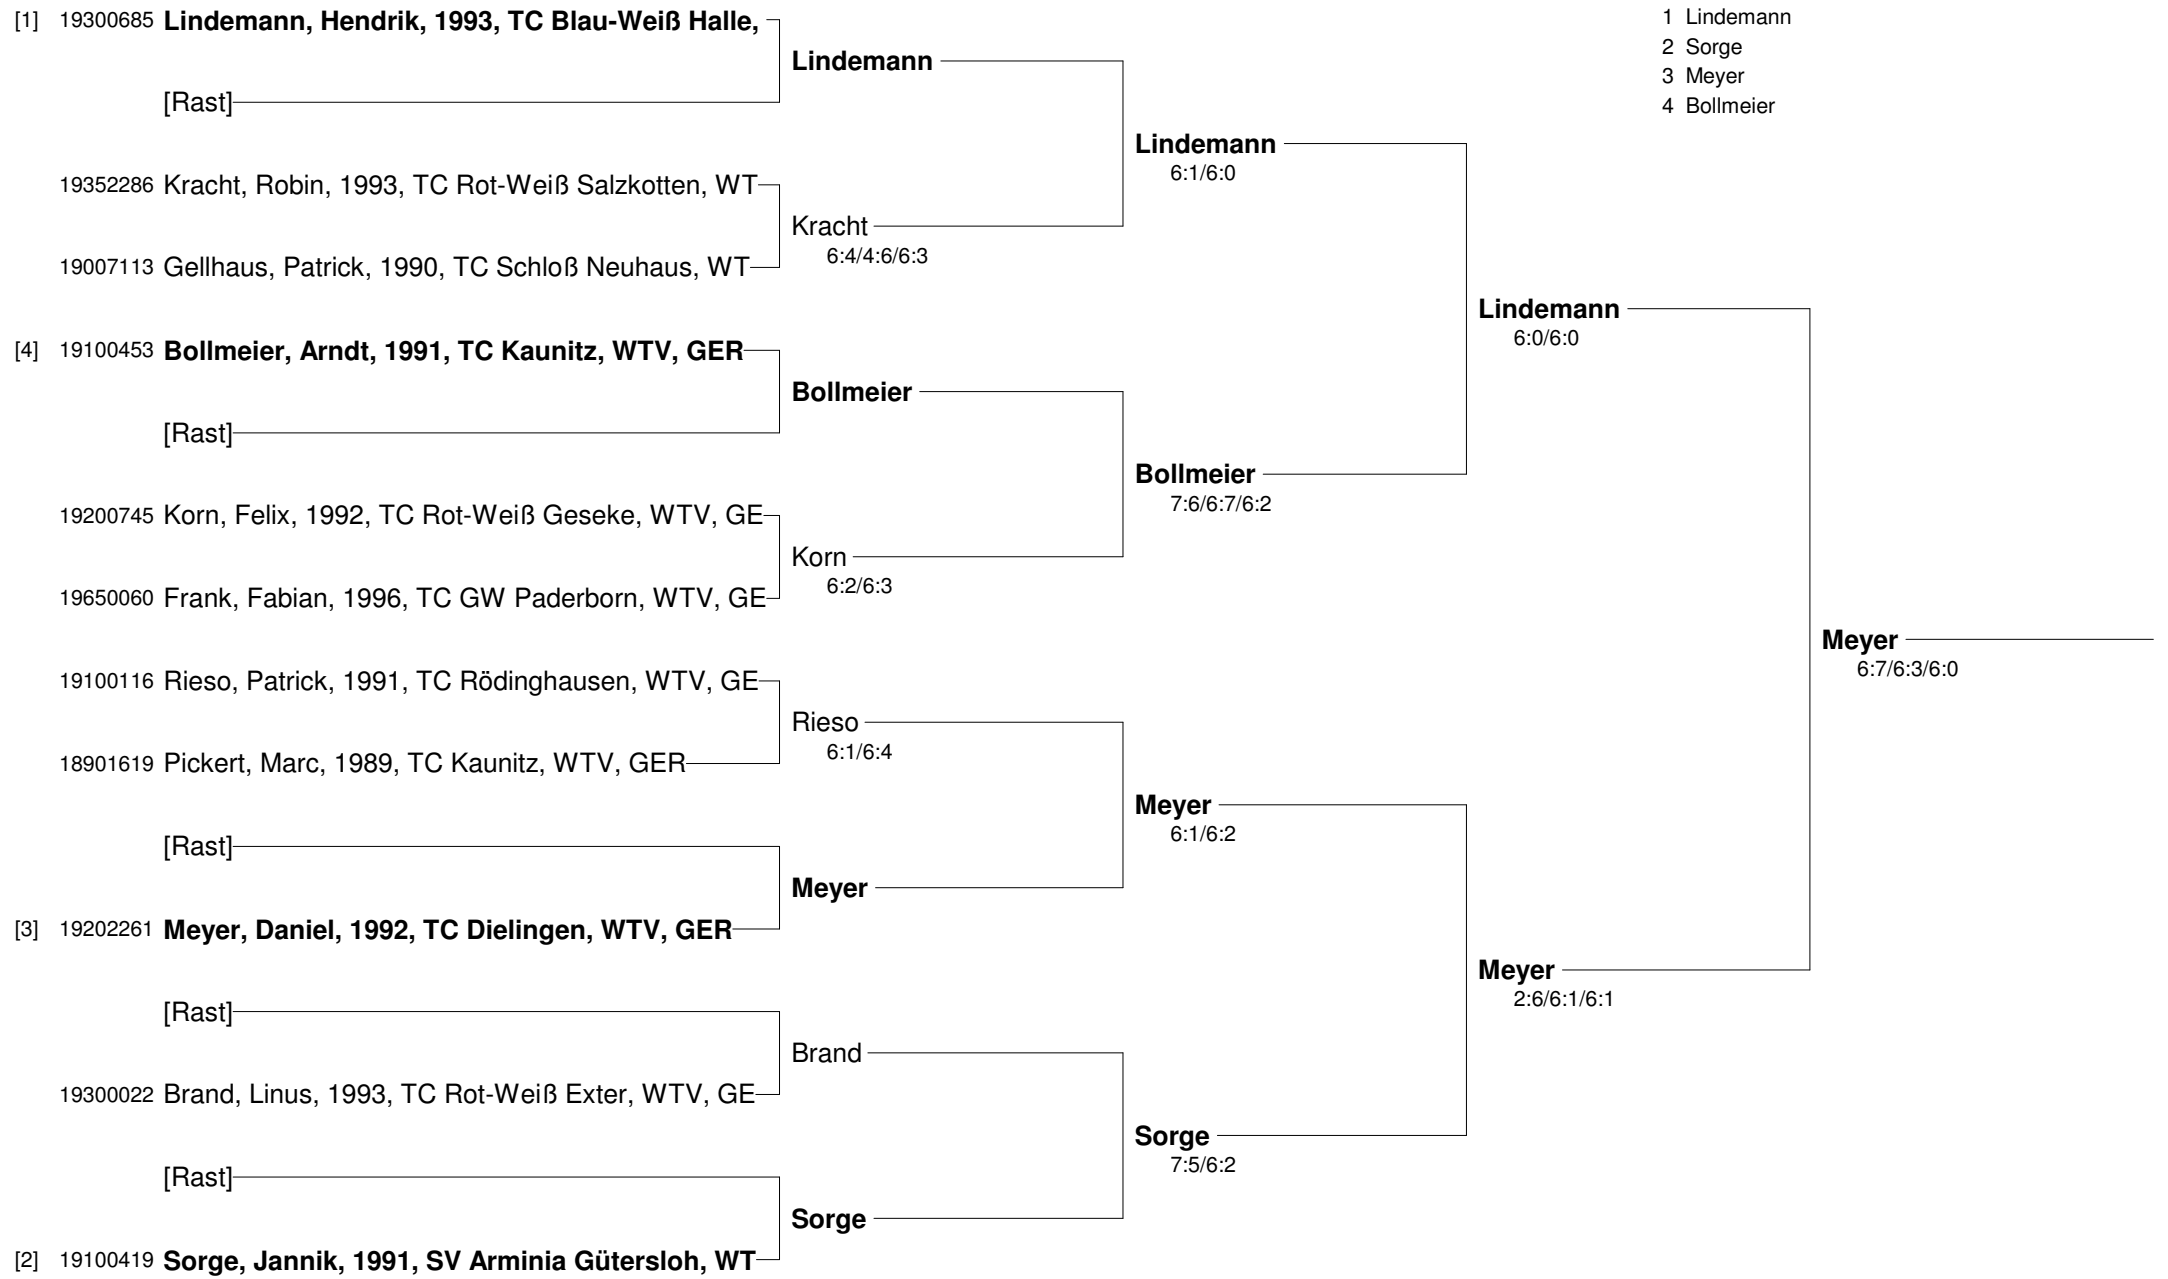 [1] 19300685 Lindemann, Hendrik, 1993, TC Blau-Weiß Halle,
1 Lindemann
2 Sorge
3 Meyer
4 Bollmeier
Lindemann
[Rast]
Lindemann
6:1/6:0
19352286 Kracht, Robin, 1993, TC Rot-Weiß Salzkotten, WT
Kracht
6:4/4:6/6:3
19007113 Gellhaus, Patrick, 1990, TC Schloß Neuhaus, WT
Lindemann
6:0/6:0
[4] 19100453 Bollmeier, Arndt, 1991, TC Kaunitz, WTV, GER
Bollmeier
[Rast]
Bollmeier
7:6/6:7/6:2
19200745 Korn, Felix, 1992, TC Rot-Weiß Geseke, WTV, GE
Korn
6:2/6:3
19650060 Frank, Fabian, 1996, TC GW Paderborn, WTV, GE
Meyer
6:7/6:3/6:0
19100116 Rieso, Patrick, 1991, TC Rödinghausen, WTV, GE
Rieso
6:1/6:4
18901619 Pickert, Marc, 1989, TC Kaunitz, WTV, GER
Meyer
6:1/6:2
[Rast]
Meyer
[3] 19202261 Meyer, Daniel, 1992, TC Dielingen, WTV, GER
Meyer
2:6/6:1/6:1
[Rast]
Brand
19300022 Brand, Linus, 1993, TC Rot-Weiß Exter, WTV, GE
Sorge
7:5/6:2
[Rast]
Sorge
[2] 19100419 Sorge, Jannik, 1991, SV Arminia Gütersloh, WT